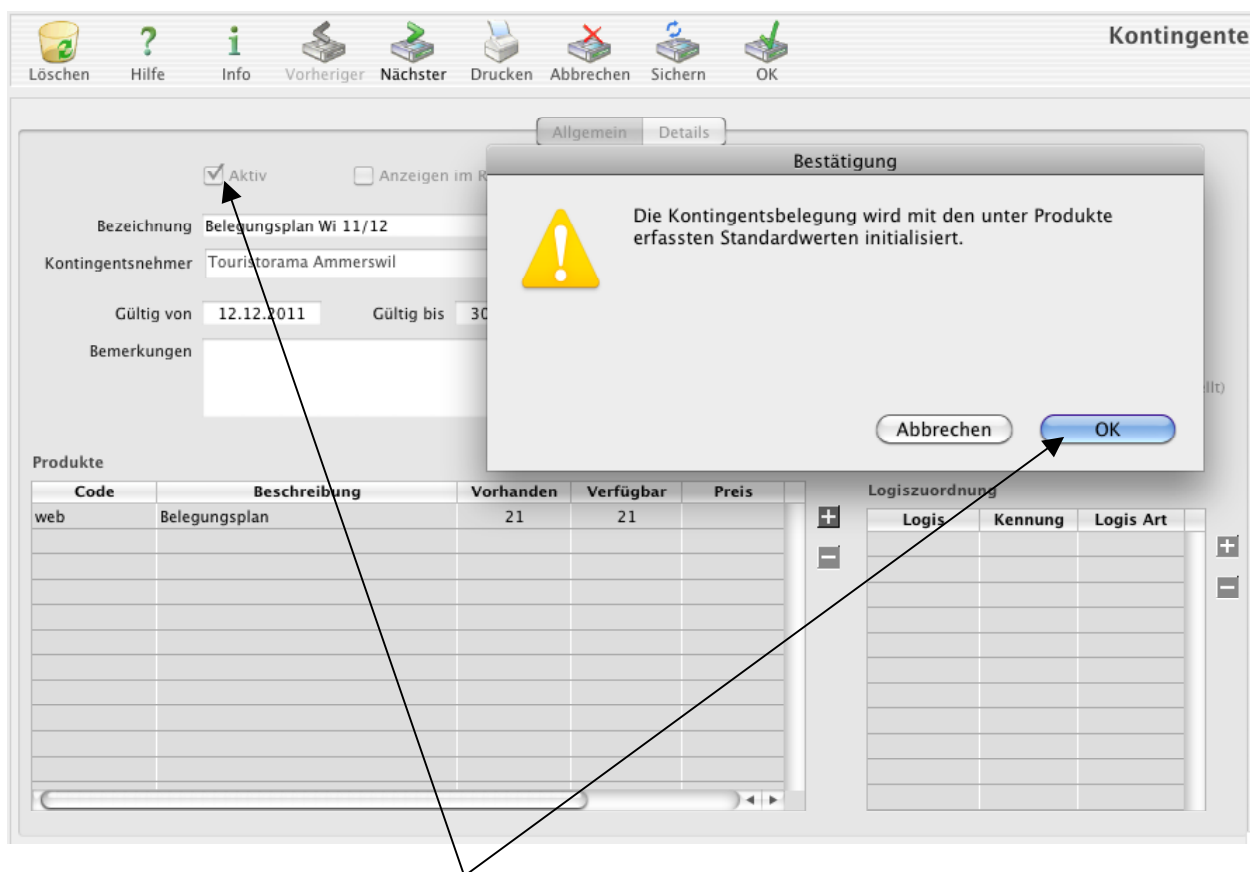 Kontingente
Löschen Hilfe Info Vorheriger Nächster Drucken Abbrechen Sichern OK
Allgemein Details
Aktiv Anzeigen im
Bestätigung
Die Kontingentsbelegung wird mit den unter Produkte
erfassten Standardwerten initialisiert.
Bezeichnung Belegungsplan Wi 11/12
Kontingentsnehmer Touristorama Ammerswil
Gültig von 12.12.2011 Gültig bis 30
Bemerkungen
Abbrechen OK
Produkte
Code Beschreibung Vorhanden Verfügbar Preis
web Belegungsplan 21 21
Logiszuordnung
Logis Kennung Logis Art